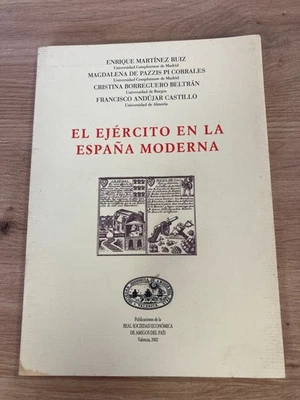 ENRIQUE MARTÍNEZ RUIZ
Universidad Complutense de Madrid
MAGDALENA DE PAZZIS PI CORRALES
Universidad Complutense de Madrid
CRISTINA BORREGUERO BELTRÁN
Universidad de Burgos
FRANCISCO ANDÚJAR CASTILLO
Universidad de Almería
EL EJÉRCITO EN LA
ESPAÑA MODERNA
Publicaciones de la
REAL SOCIEDAD ECONÓMICA
DE AMIGOS DEL PAÍS
Valencia, 2002